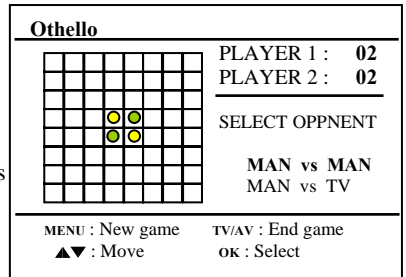 Othello
PLAYER 1 : 02
PLAYER 2 : 02
SELECT OPPNENT
MAN vs MAN
MAN vs TV
MENU : New game TV/AV : End game
▲▼ : Move OK : Select
s